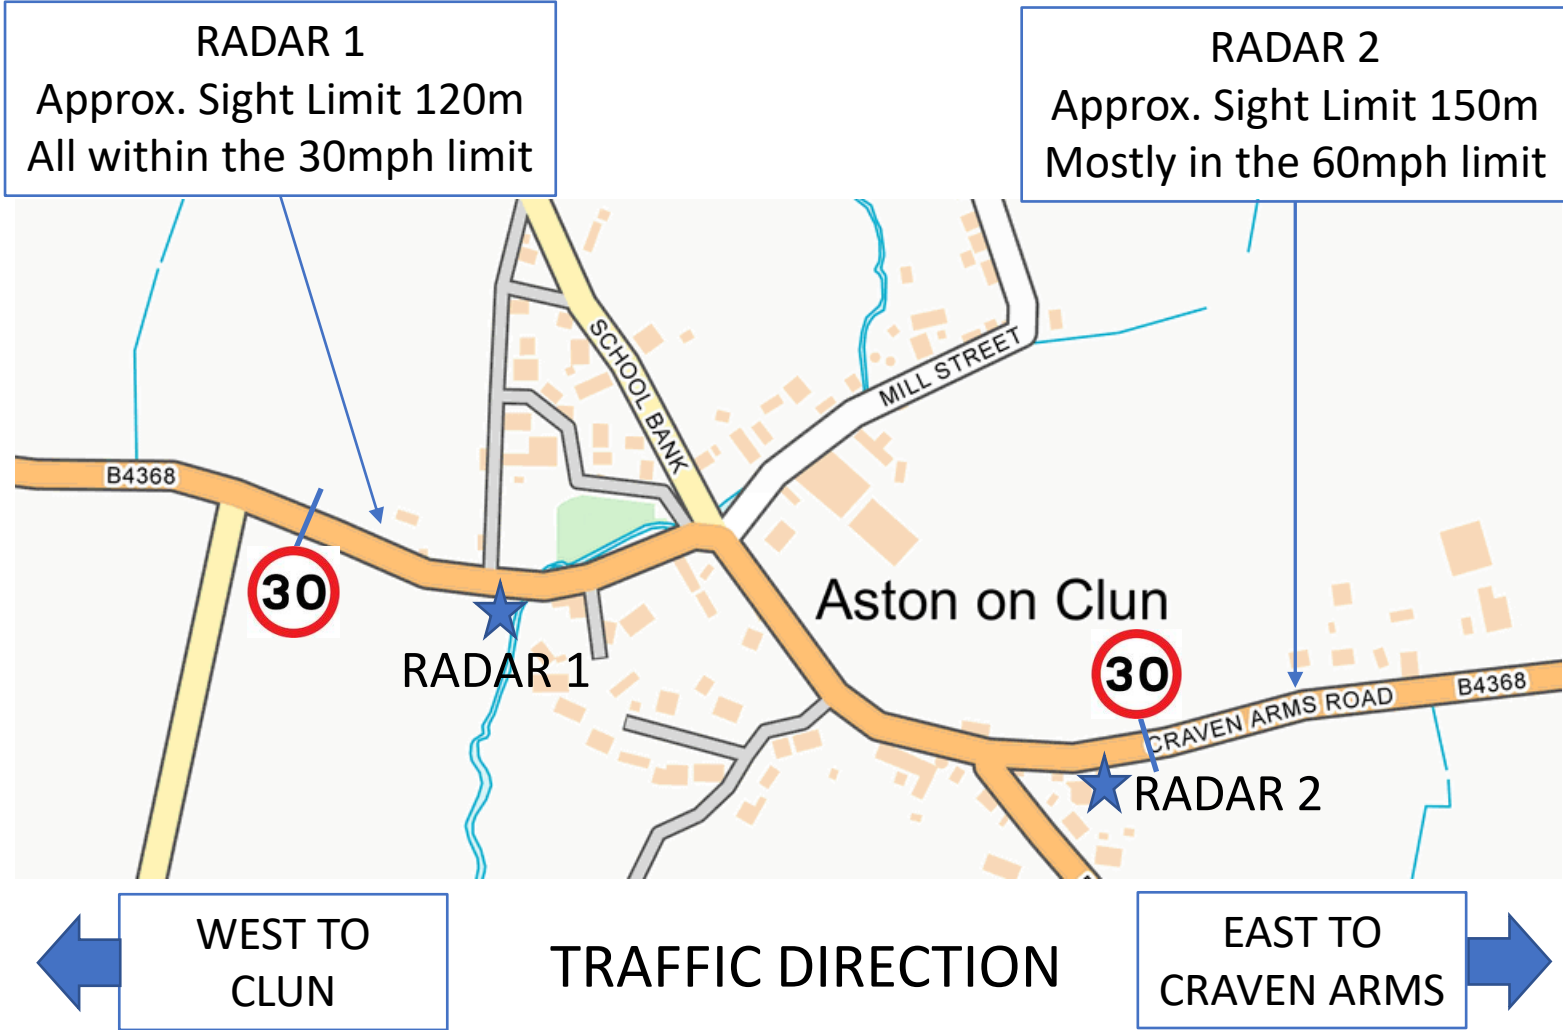 RADAR 1
Approx. Sight Limit 120m
All within the 30mph limit
RADAR 2
Approx. Sight Limit 150m
Mostly in the 60mph limit
SCHOOL BANK
MILL STREET
B4368
30
RADAR 1
Aston on Clun
30
CRAVEN ARMS ROAD
B4368
RADAR 2
WEST TO
CLUN
TRAFFIC DIRECTION
EAST TO
CRAVEN ARMS